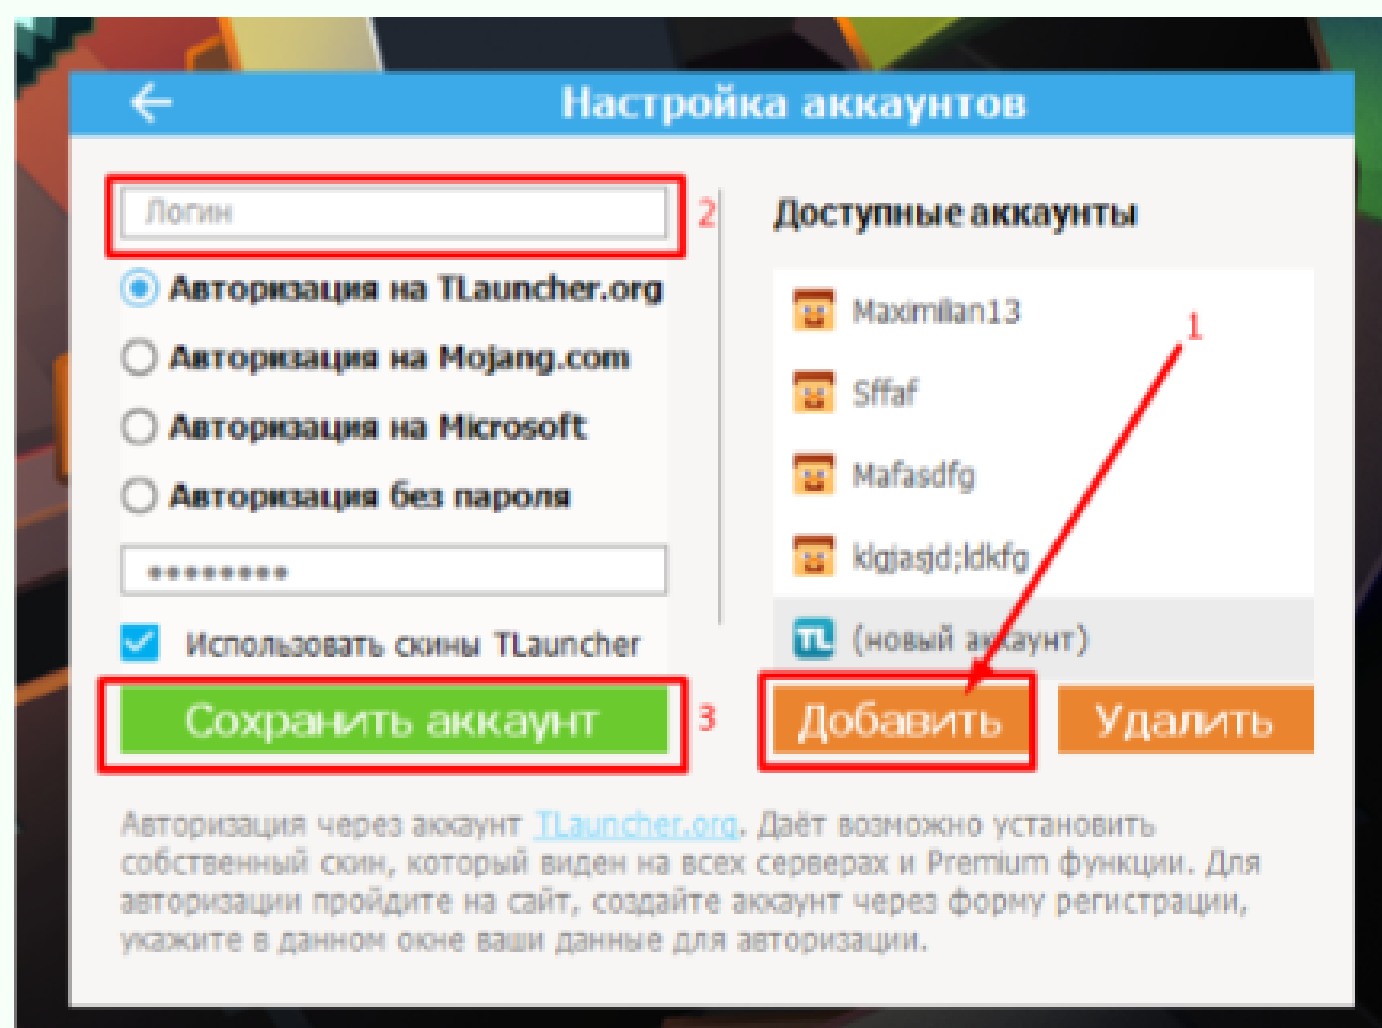 Настройка аккаунтов
Логин
2
Авторизация на TLauncher.org
Авторизация на Mojang.com
Авторизация на Microsoft
Авторизация без пароля
••••••••
Использовать скины TLauncher
Сохранить аккаунт
3
Доступные аккаунты
Maximilian13
1
Sffaf
Mafasdfg
klgjasjd;ldkfg
TL (новый аккаунт)
Добавить Удалить
Авторизация через аккаунт TLauncher.org. Даёт возможно установить
собственный скин, который виден на всех серверах и Premium функции. Для
авторизации пройдите на сайт, создайте аккаунт через форму регистрации,
укажите в данном окне ваши данные для авторизации.